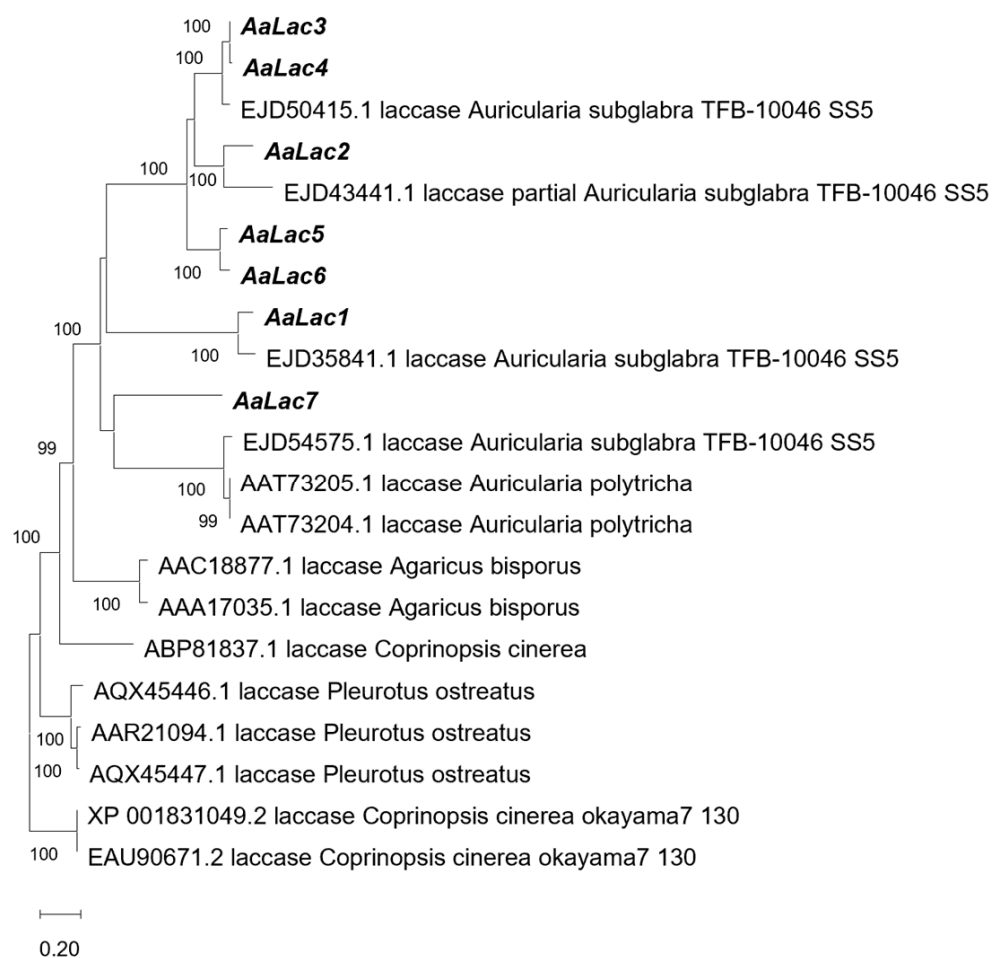 100
AaLac3
100
AaLac4
EJD50415.1 laccase Auricularia subglabra TFB-10046 SS5
AaLac2
100
100
EJD43441.1 laccase partial Auricularia subglabra TFB-10046 SS5
AaLac5
100
AaLac6
AaLac1
100
100
EJD35841.1 laccase Auricularia subglabra TFB-10046 SS5
AaLac7
99
EJD54575.1 laccase Auricularia subglabra TFB-10046 SS5
100
AAT73205.1 laccase Auricularia polytricha
99
AAT73204.1 laccase Auricularia polytricha
100
AAC18877.1 laccase Agaricus bisporus
100
AAA17035.1 laccase Agaricus bisporus
ABP81837.1 laccase Coprinopsis cinerea
AQX45446.1 laccase Pleurotus ostreatus
100
AAR21094.1 laccase Pleurotus ostreatus
100
AQX45447.1 laccase Pleurotus ostreatus
XP 001831049.2 laccase Coprinopsis cinerea okayama7 130
100
EAU90671.2 laccase Coprinopsis cinerea okayama7 130
0.20